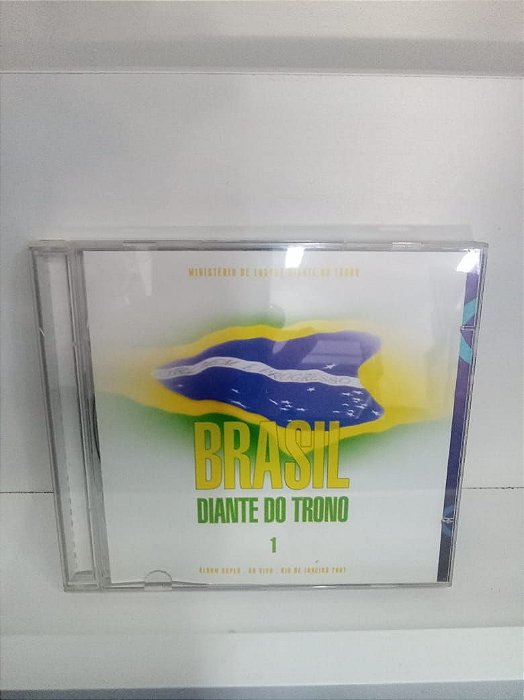 MINISTÉRIO DE LOUVOR DIANTE DO TRONO
ORDEM E PROGRESSO
BRASIL
DIANTE DO TRONO
1
ÁLBUM DUPLO . AO VIVO . RIO DE JANEIRO 2001